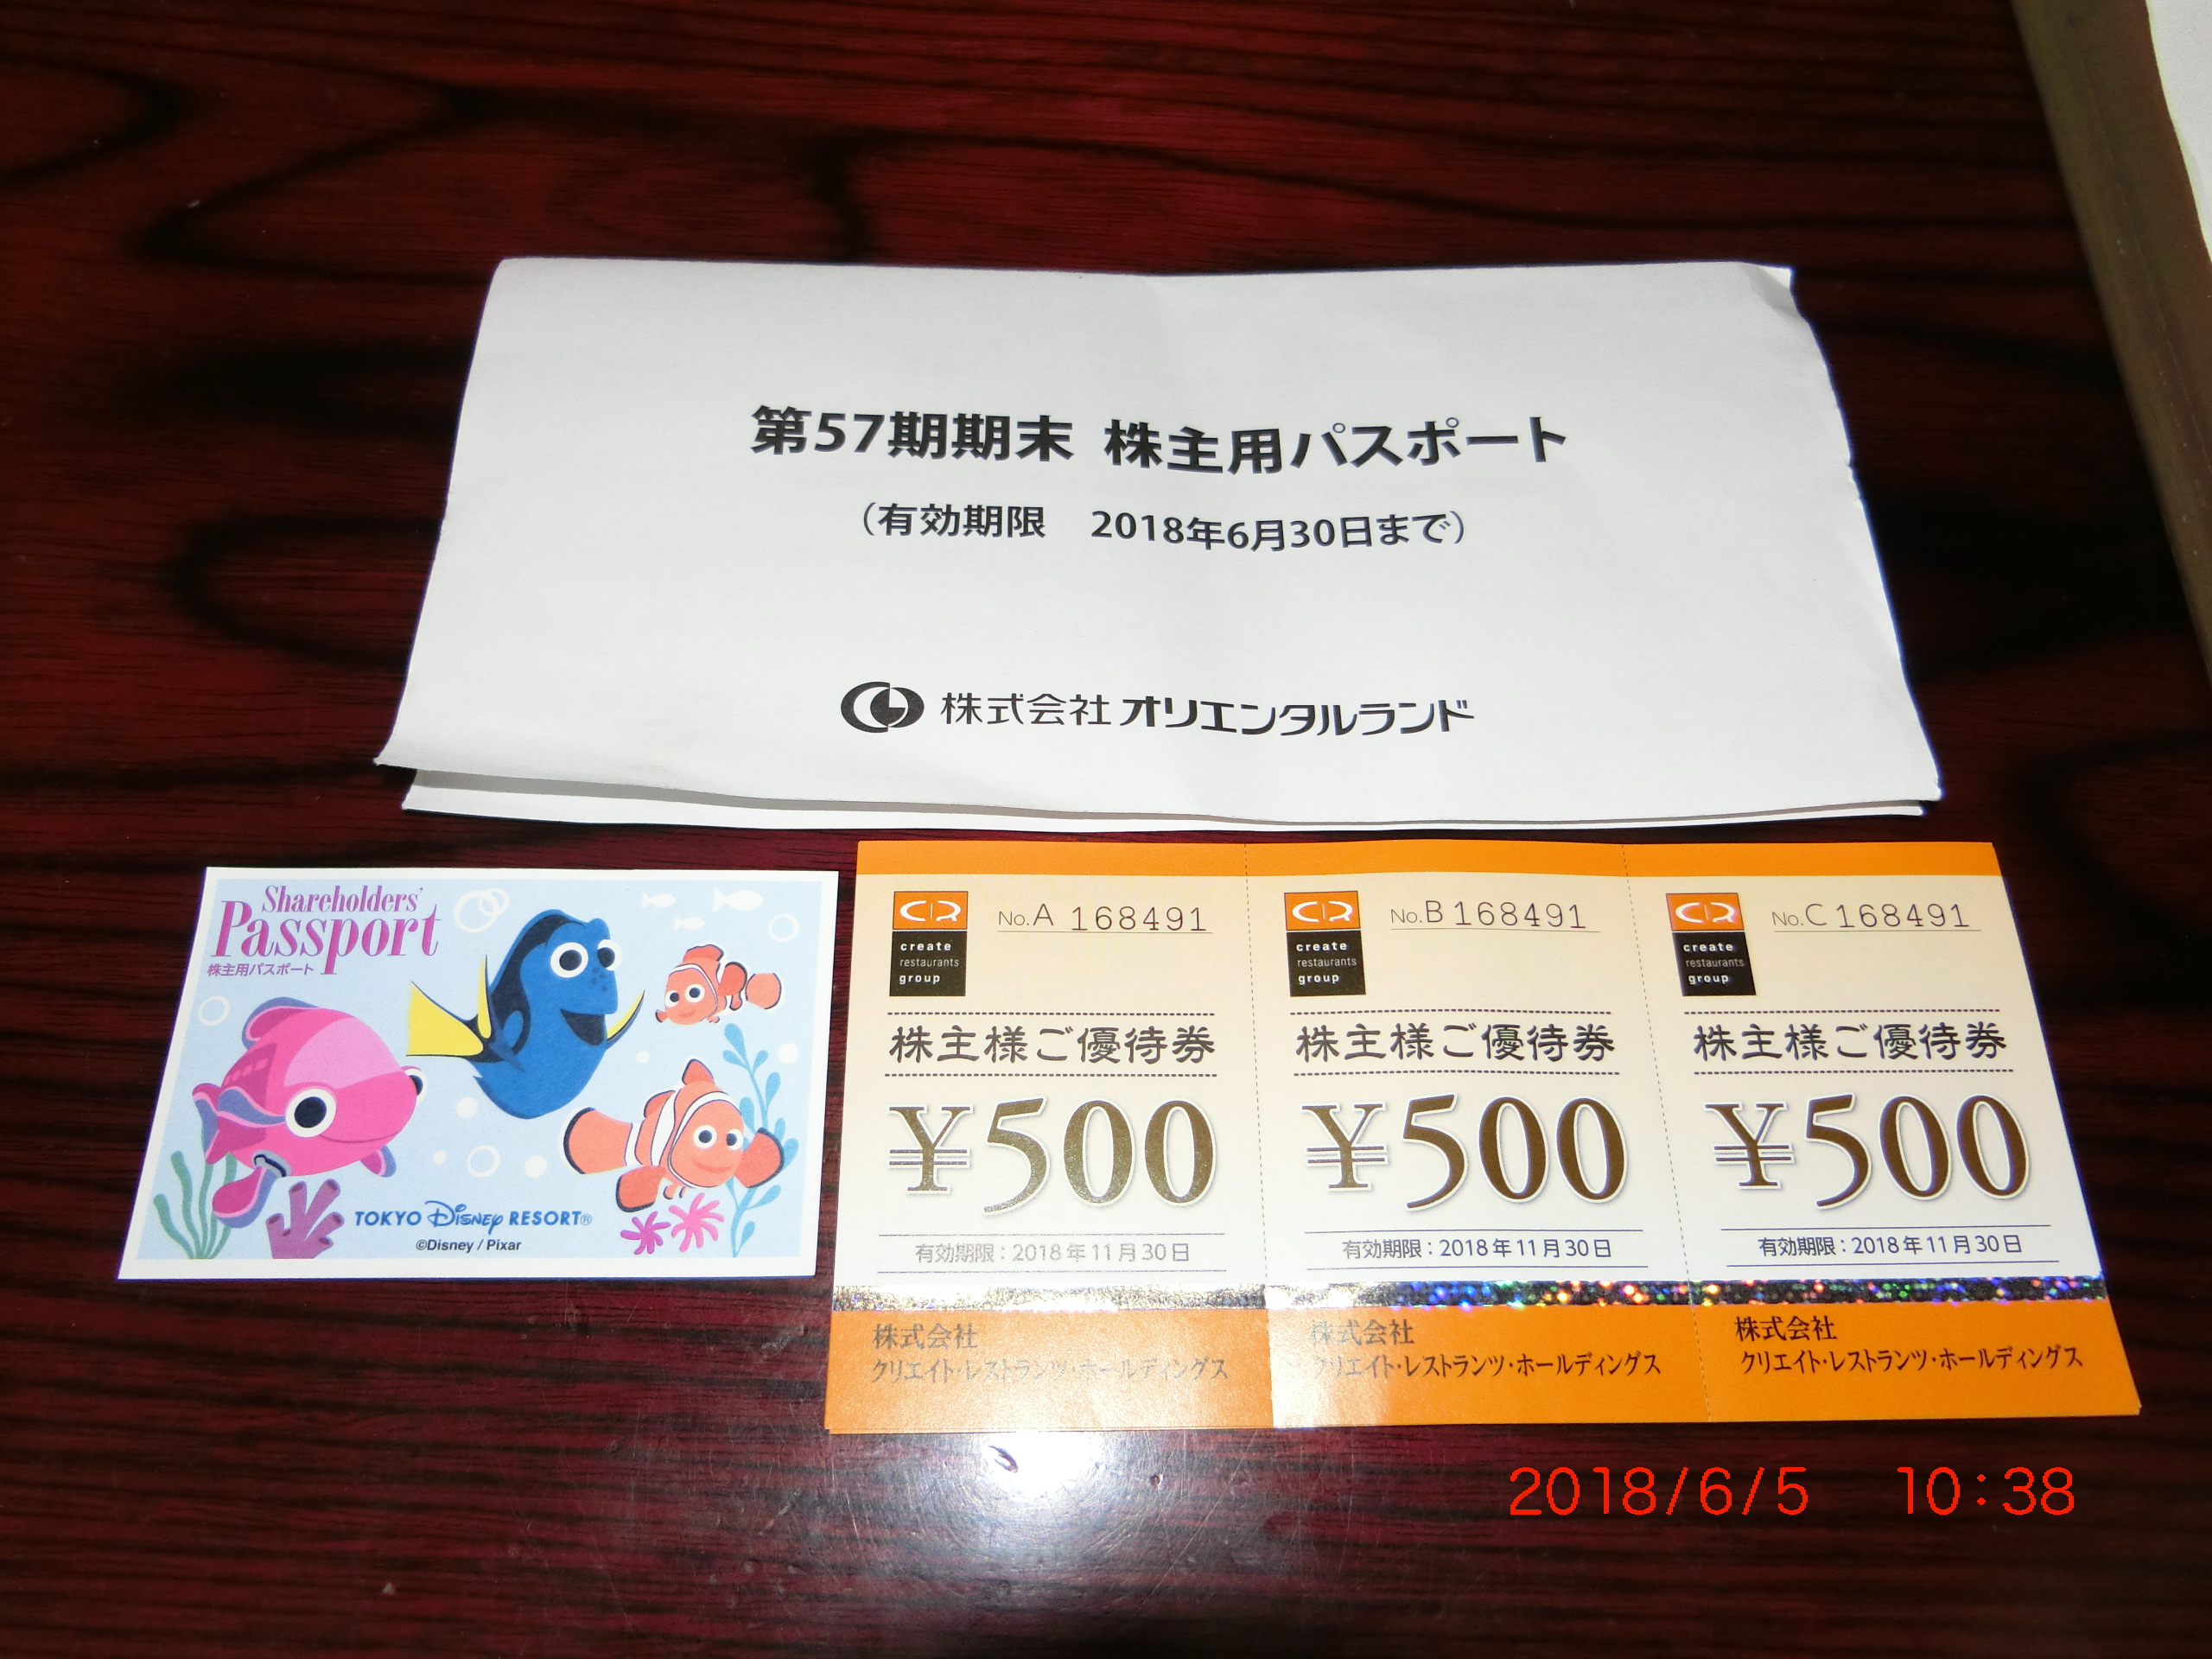 第57期期末 株主用パスポート
（有効期限　2018年6月30日まで）
株式会社オリエンタルランド
Shareholders'
Passport
株主用パスポート
TOKYO Disney RESORT®
©Disney / Pixar
No.A 168491
create
restaurants
group
株主様ご優待券
¥500
有効期限：2018年11月30日
株式会社
クリエイト・レストランツ・ホールディングス
No.B 168491
create
restaurants
group
株主様ご優待券
¥500
有効期限：2018年11月30日
株式会社
クリエイト・レストランツ・ホールディングス
No.C 168491
create
restaurants
group
株主様ご優待券
¥500
有効期限：2018年11月30日
株式会社
クリエイト・レストランツ・ホールディングス
2018/6/5 10:38